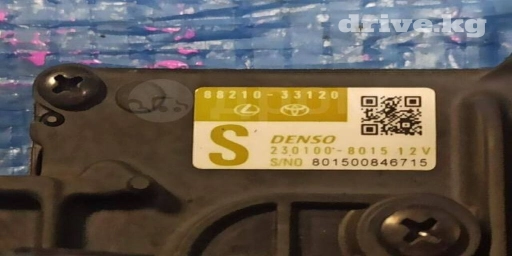 drive.kg
88210-33120
S
DENSO
230100-8015 12V
S/NO 801500846715